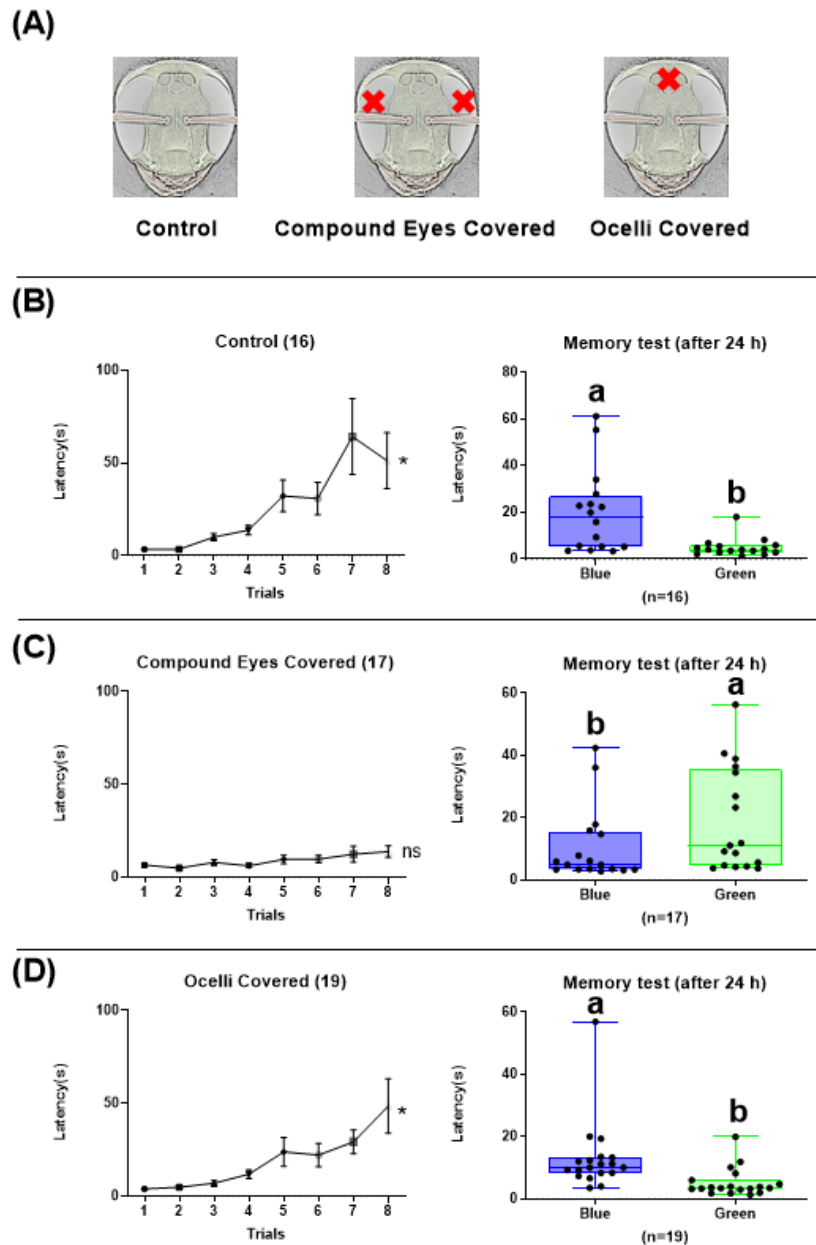 (A)
Control
Compound Eyes Covered
Ocelli Covered
(B)
Control (16)
Latency(s)
100
50
0
*
1 2 3 4 5 6 7 8
Trials
Memory test (after 24 h)
Latency(s)
80
60
40
20
0
a
b
Blue
Green
(n=16)
(C)
Compound Eyes Covered (17)
Latency(s)
100
50
0
ns
1 2 3 4 5 6 7 8
Trials
Memory test (after 24 h)
Latency(s)
60
40
20
0
b
a
Blue
Green
(n=17)
(D)
Ocelli Covered (19)
Latency(s)
100
50
0
*
1 2 3 4 5 6 7 8
Trials
Memory test (after 24 h)
Latency(s)
60
40
20
0
a
b
Blue
Green
(n=19)